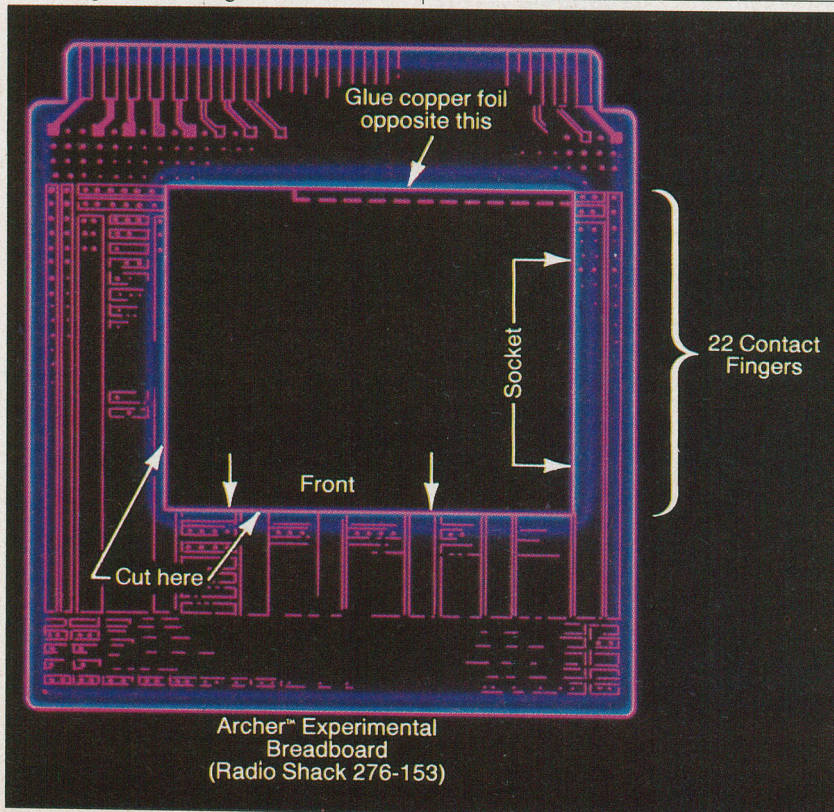 Glue copper foil
opposite this
Socket
22 Contact
Fingers
Front
Cut here
Archer™ Experimental
Breadboard
(Radio Shack 276-153)